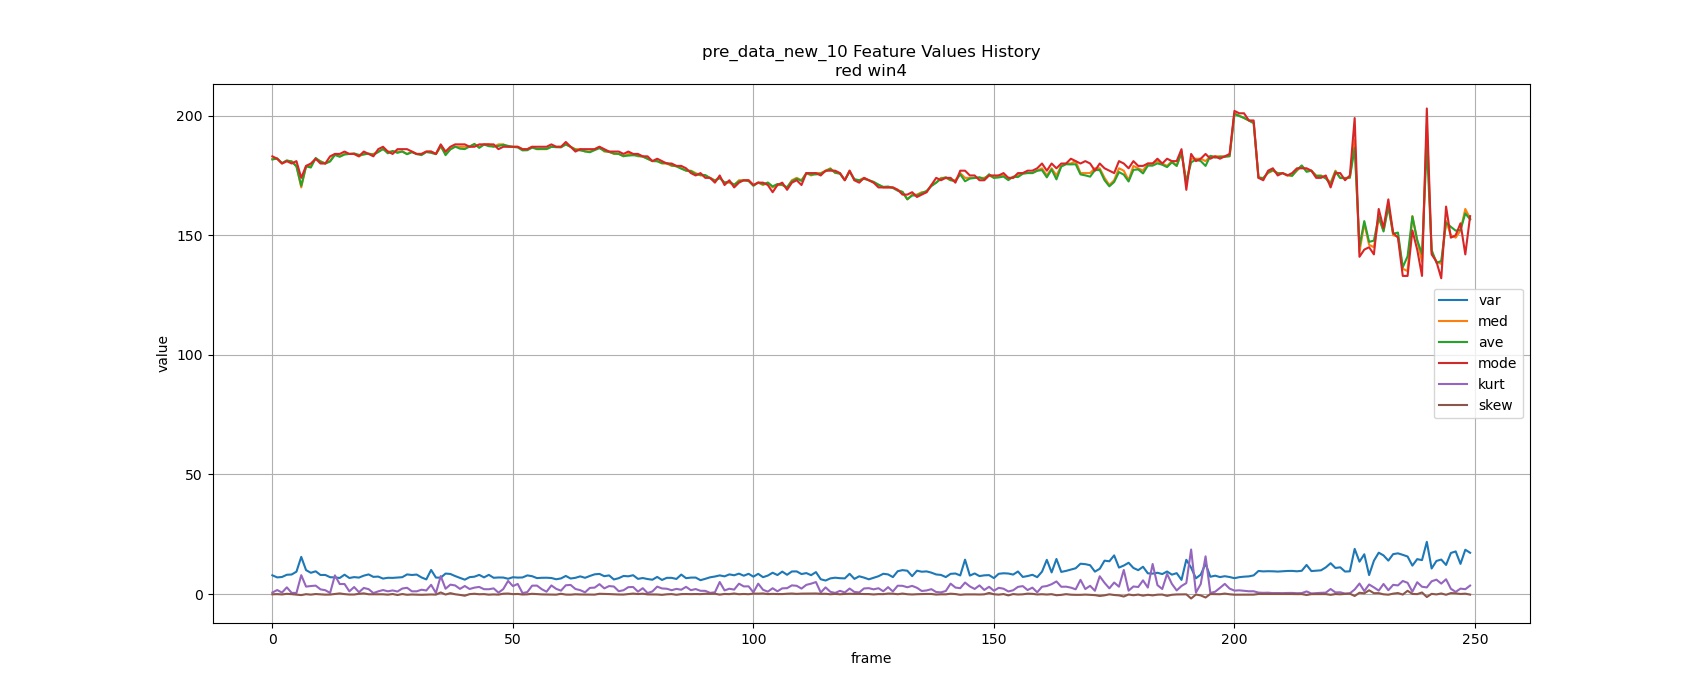 pre_data_new_10 Feature Values History
red win4
value
200
150
100
50
0
var
med
ave
mode
kurt
skew
0
50
100
150
200
250
frame